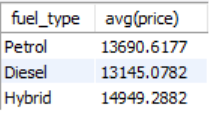 fuel_type avg(price)
Petrol 13690.6177
Diesel 13145.0782
Hybrid 14949.2882